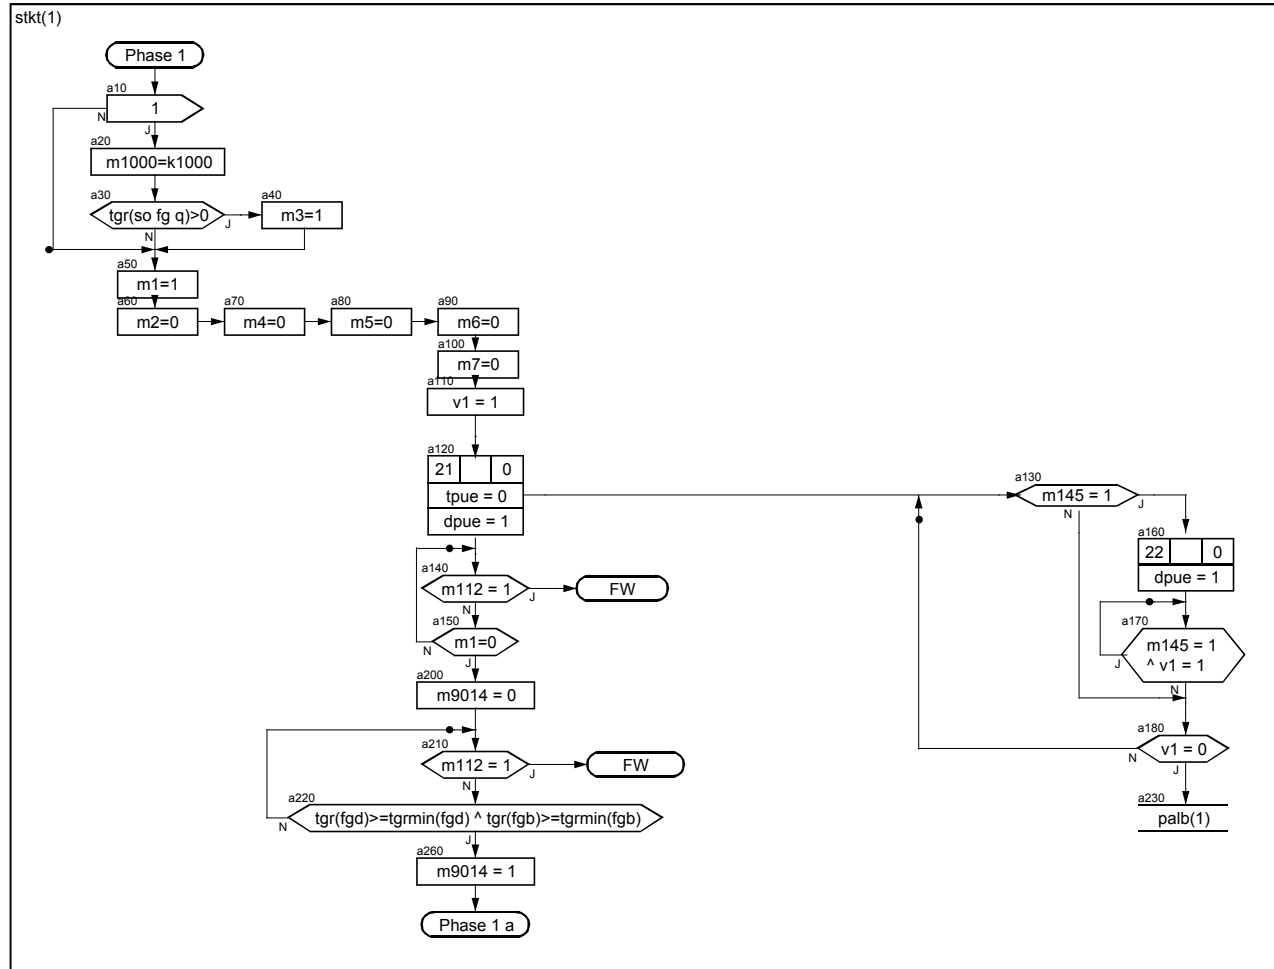 stkt(1)
Phase 1
a10
1
N
J
a20
m1000=k1000
a30
tgr(so fg q)>0
J
N
a40
m3=1
a50
m1=1
a60
m2=0
a70
m4=0
a80
m5=0
a90
m6=0
a100
m7=0
a110
v1 = 1
a120
21 0
tpue = 0
dpue = 1
a130
m145 = 1
J
N
a160
22 0
dpue = 1
a140
m112 = 1
J
N
FW
a150
m1=0
N
J
a170
m145 = 1
^ v1 = 1
J
N
a200
m9014 = 0
a180
v1 = 0
N
J
a210
m112 = 1
J
N
FW
a220
tgr(fgd)>=tgrmin(fgd) ^ tgr(fgb)>=tgrmin(fgb)
N
J
a230
palb(1)
a260
m9014 = 1
Phase 1 a